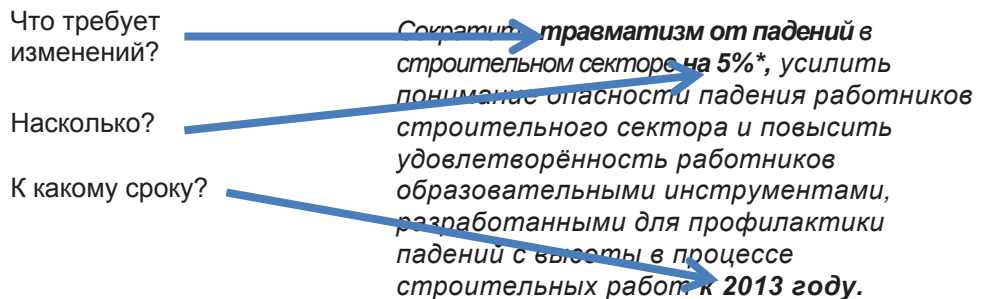 Что требует
изменений?
Насколько?
К какому сроку?
Сократить травматизм от падений в
строительном секторе на 5%*, усилить
понимание опасности падения работников
строительного сектора и повысить
удовлетворённость работников
образовательными инструментами,
разработанными для профилактики
падений с высоты в процессе
строительных работ к 2013 году.